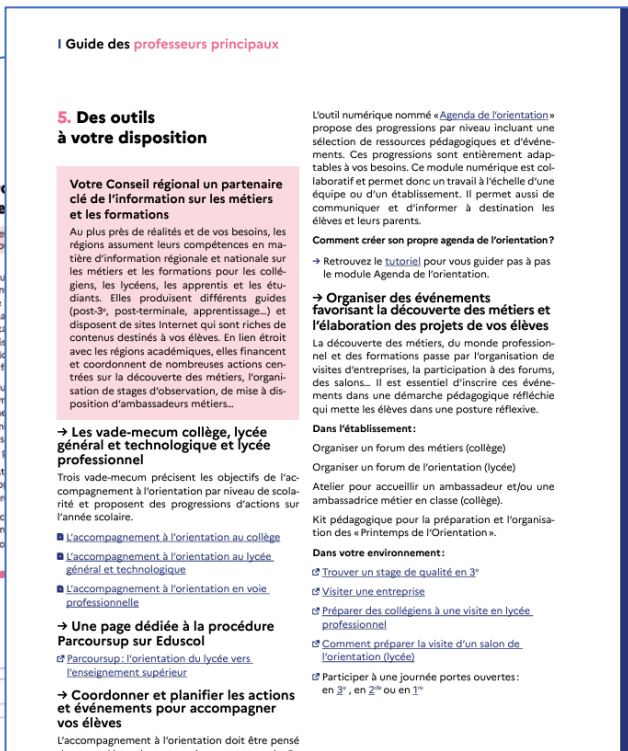 I Guide des professeurs principaux
5. Des outils
à votre disposition
Votre Conseil régional un partenaire
clé de l'information sur les métiers
et les formations
Au plus près de réalités et de vos besoins, les
régions assument leurs compétences en ma-
tière d'information régionale et nationale sur
les métiers et les formations pour les collé-
giens, les lycéens, les apprentis et les étu-
diants. Elles produisent différents guides
(post-3e, post-terminale, apprentissage…) et
disposent de sites Internet qui sont riches de
contenus destinés à vos élèves. En lien étroit
avec les régions académiques, elles financent
et coordonnent de nombreuses actions cen-
trées sur la découverte des métiers, l'organi-
sation de stages d'observation, de mise à dis-
position d'ambassadeurs métiers…
→ Les vade-mecum collège, lycée
général et technologique et lycée
professionnel
Trois vade-mecum précisent les objectifs de l'ac-
compagnement à l'orientation par niveau de scola-
rité et proposent des progressions d'actions sur
l'année scolaire.
L'accompagnement à l'orientation au collège
L'accompagnement à l'orientation au lycée
général et technologique
L'accompagnement à l'orientation en voie
professionnelle
→ Une page dédiée à la procédure
Parcoursup sur Eduscol
Parcoursup : l'orientation du lycée vers
l'enseignement supérieur
→ Coordonner et planifier les actions
et événements pour accompagner
vos élèves
L'accompagnement à l'orientation doit être pensé
L'outil numérique nommé « Agenda de l'orientation »
propose des progressions par niveau incluant une
sélection de ressources pédagogiques et d'événe-
ments. Ces progressions sont entièrement adap-
tables à vos besoins. Ce module numérique est col-
laboratif et permet donc un travail à l'échelle d'une
équipe ou d'un établissement. Il permet aussi de
communiquer et d'informer à destination les
élèves et leurs parents.
Comment créer son propre agenda de l'orientation ?
→ Retrouvez le tutoriel pour vous guider pas à pas
le module Agenda de l'orientation.
→ Organiser des événements
favorisant la découverte des métiers et
l'élaboration des projets de vos élèves
La découverte des métiers, du monde profession-
nel et des formations passe par l'organisation de
visites d'entreprises, la participation à des forums,
des salons… Il est essentiel d'inscrire ces événe-
ments dans une démarche pédagogique réfléchie
qui mette les élèves dans une posture réflexive.
Dans l'établissement :
Organiser un forum des métiers (collège)
Organiser un forum de l'orientation (lycée)
Atelier pour accueillir un ambassadeur et/ou une
ambassadrice métier en classe (collège).
Kit pédagogique pour la préparation et l'organisa-
tion des « Printemps de l'Orientation ».
Dans votre environnement :
Trouver un stage de qualité en 3e
Visiter une entreprise
Préparer des collégiens à une visite en lycée
professionnel
Comment préparer la visite d'un salon de
l'orientation (lycée)
Participer à une journée portes ouvertes :
en 3e , en 2de ou en 1re